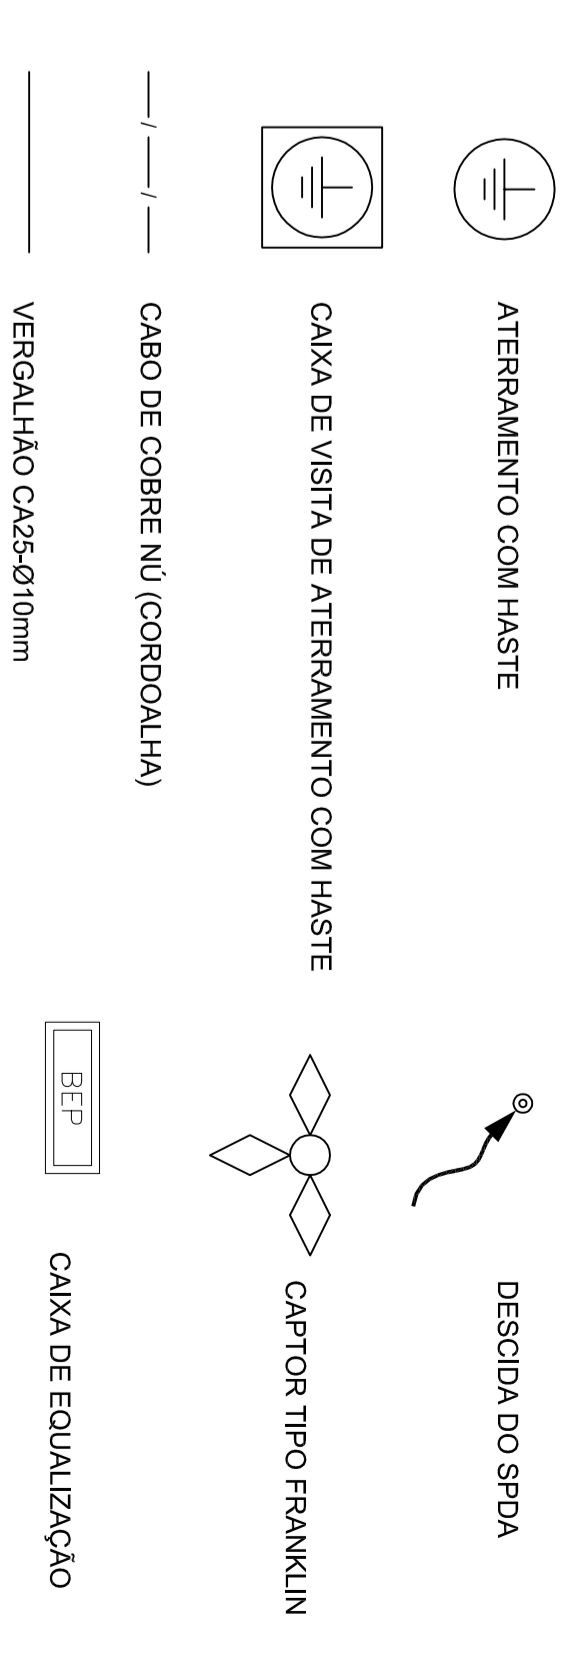 ATERRAMENTO COM HASTE
CAIXA DE VISITA DE ATERRAMENTO COM HASTE
CABO DE COBRE NÚ (CORDOALHA)
VERGALHÃO CA25-Ø10mm
DESCIDA DO SPDA
CAPTOR TIPO FRANKLIN
BEP
CAIXA DE EQUALIZAÇÃO